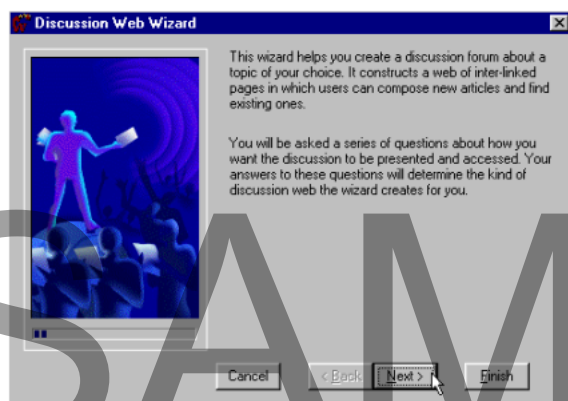 Discussion Web Wizard
This wizard helps you create a discussion forum about a
topic of your choice. It constructs a web of inter-linked
pages in which users can compose new articles and find
existing ones.
You will be asked a series of questions about how you
want the discussion to be presented and accessed. Your
answers to these questions will determine the kind of
discussion web the wizard creates for you.
SAM
Cancel
< Back
Next >
Finish